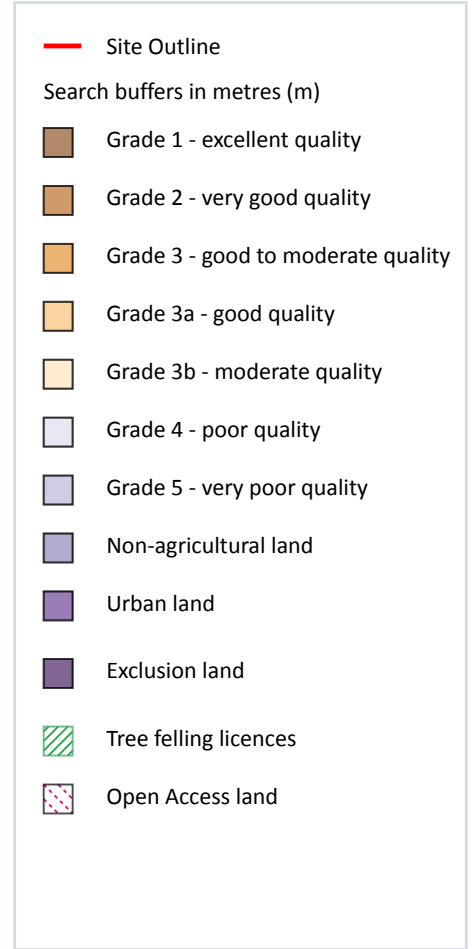 Site Outline
Search buffers in metres (m)
Grade 1 - excellent quality
Grade 2 - very good quality
Grade 3 - good to moderate quality
Grade 3a - good quality
Grade 3b - moderate quality
Grade 4 - poor quality
Grade 5 - very poor quality
Non-agricultural land
Urban land
Exclusion land
Tree felling licences
Open Access land